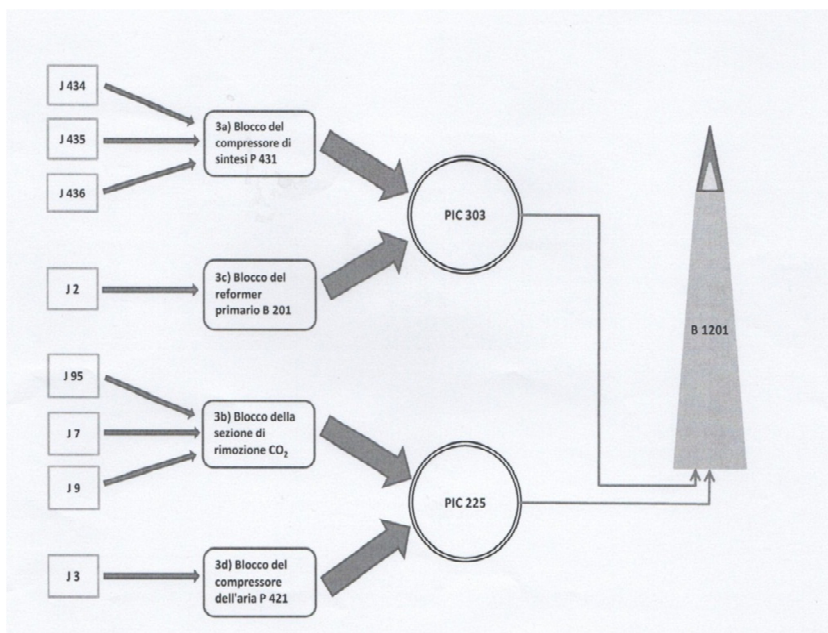 J 434
J 435
J 436
3a) Blocco del
compressore di
sintesi P 431
PIC 303
J 2
3c) Blocco del
reformer
primario B 201
B 1201
J 95
J 7
J 9
3b) Blocco della
sezione di
rimozione CO₂
PIC 225
J 3
3d) Blocco del
compressore
dell'aria P 421